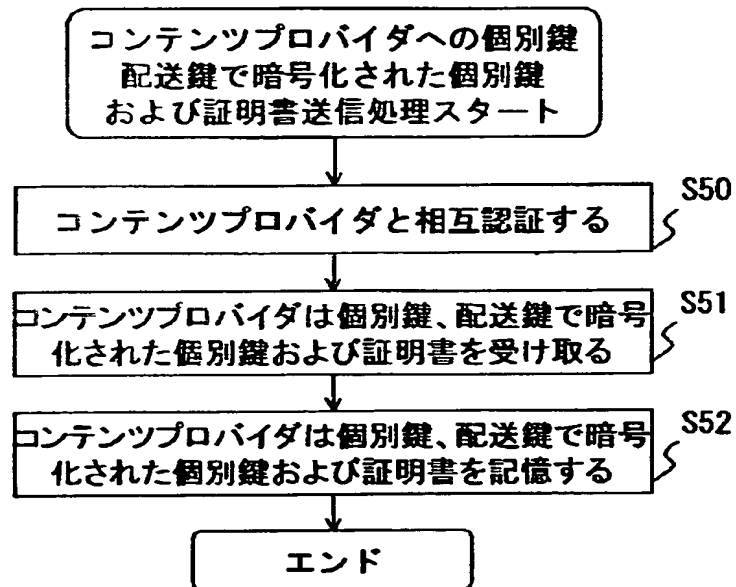 コンテンツプロバイダへの個別鍵
配送鍵で暗号化された個別鍵
および証明書送信処理スタート
S50
コンテンツプロバイダと相互認証する
S51
コンテンツプロバイダは個別鍵、配送鍵で暗号
化された個別鍵および証明書を受け取る
S52
コンテンツプロバイダは個別鍵、配送鍵で暗号
化された個別鍵および証明書を記憶する
エンド